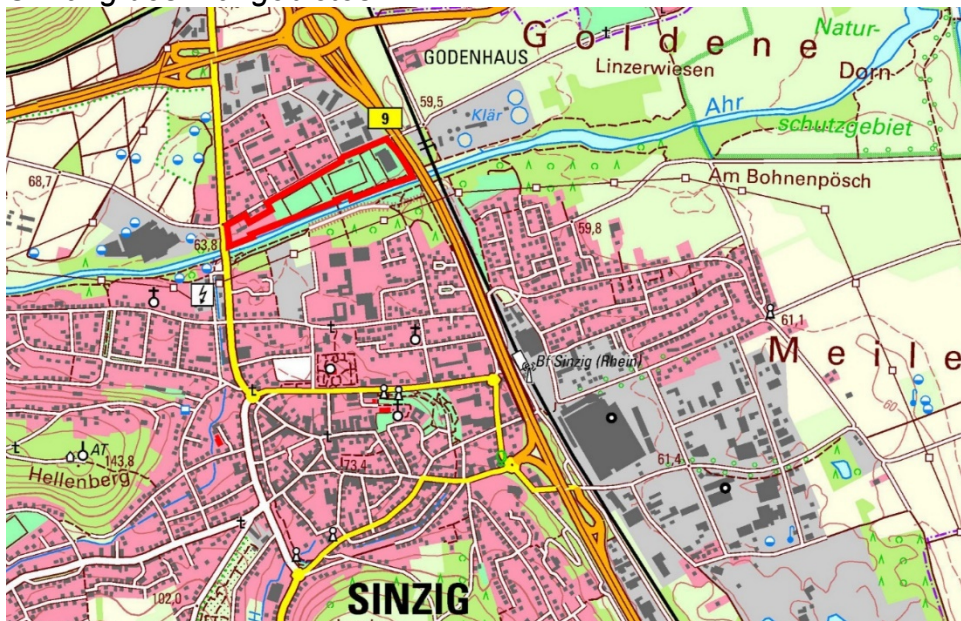 Goldene
Natur-
GODENHAUS
Linzerwiesen
Dorn-
59,5
Klär
Ahr
schutzgebiet
9
68,7
Am Bohnenpösch
63,8
59,8
61,1
Meile
Bf Sinzig (Rhein)
60
AT
143,8
Hellenberg
73,4
61,4
102,0
H
SINZIG